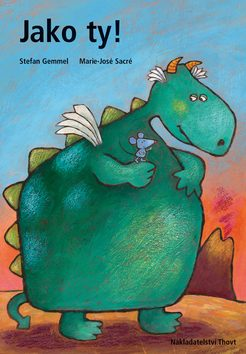 Jako ty!
Stefan Gemmel Marie-José Sacré
Nakladatelství Thovt